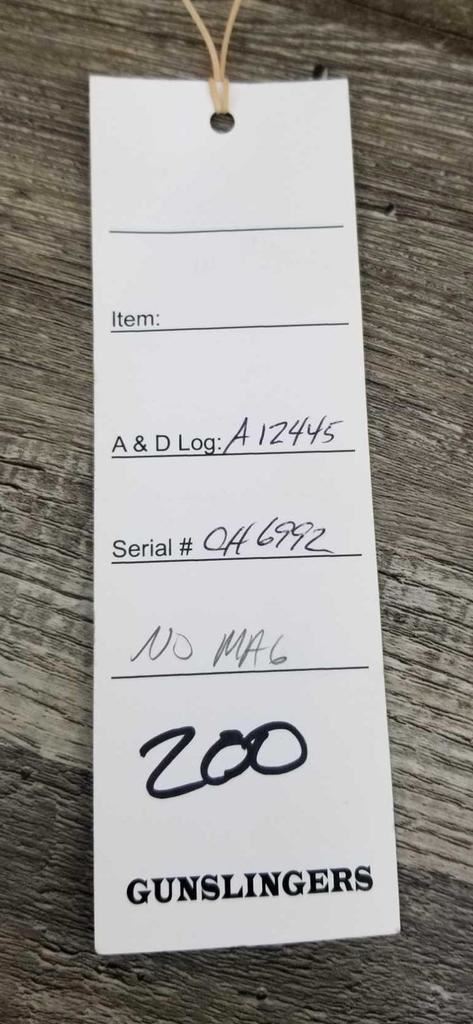 Item:
A & D Log: A12445
Serial # OH6992
NO MAG
200
GUNSLINGERS